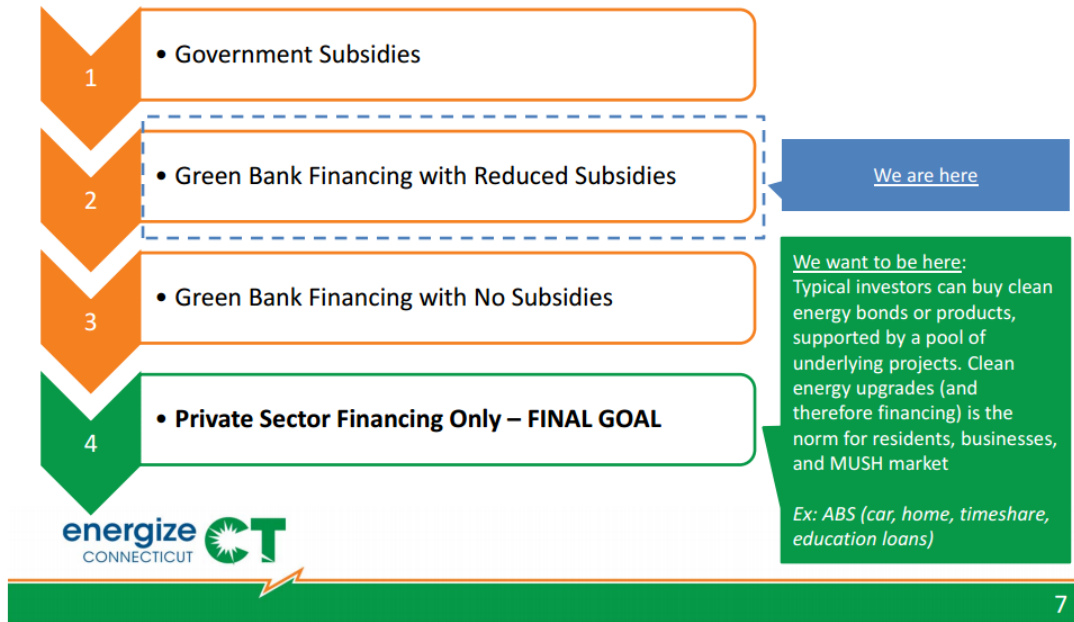 1
• Government Subsidies
2
• Green Bank Financing with Reduced Subsidies
We are here
3
• Green Bank Financing with No Subsidies
We want to be here:
Typical investors can buy clean
energy bonds or products,
supported by a pool of
underlying projects. Clean
energy upgrades (and
therefore financing) is the
norm for residents, businesses,
and MUSH market
Ex: ABS (car, home, timeshare,
education loans)
4
• Private Sector Financing Only – FINAL GOAL
energize CT
CONNECTICUT
7